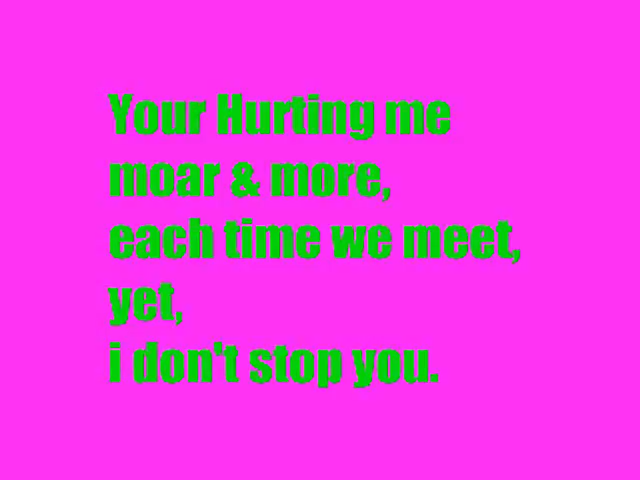 Your Hurting me
moar & more,
each time we meet,
yet,
i don't stop you.